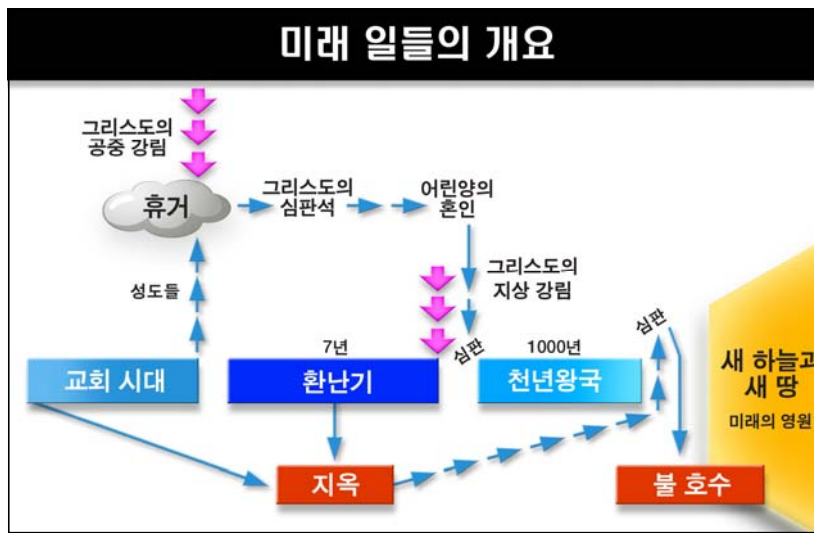 미래 일들의 개요
그리스도의
공중 강림
휴거
그리스도의
심판석
어린양의
혼인
성도들
그리스도의
지상 강림
심판
심판
7년
1000년
교회 시대
환난기
천년왕국
새 하늘과
새 땅
미래의 영원
지옥
불 호수